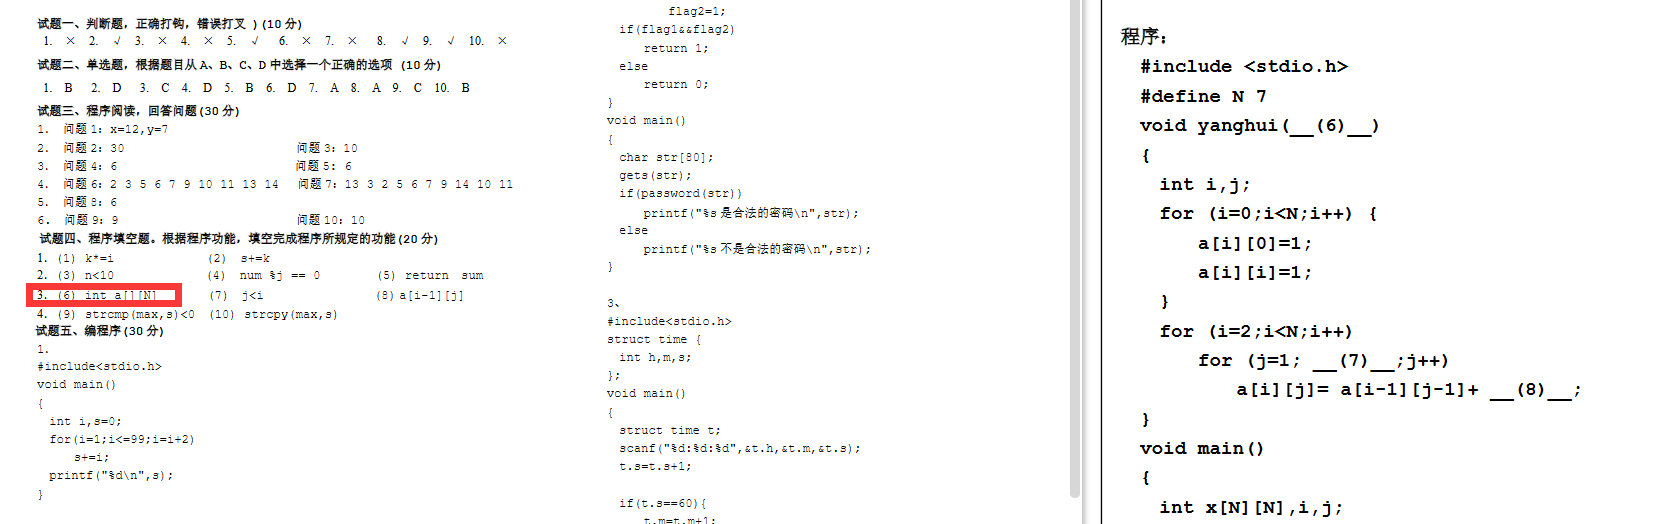 试题一、判断题，正确打钩，错误打叉 ）(10 分)
1. × 2. √ 3. × 4. × 5. √ 6. × 7. × 8. √ 9. √ 10. ×
试题二、单选题，根据题目从 A、B、C、D 中选择一个正确的选项 (10 分)
1. B 2. D 3. C 4. D 5. B 6. D 7. A 8. A 9. C 10. B
试题三、程序阅读，回答问题(30 分)
1. 问题 1: x=12,y=7
2. 问题 2: 30 问题 3: 10
3. 问题 4: 6 问题 5: 6
4. 问题 6: 2 3 5 6 7 9 10 11 13 14 问题 7: 13 3 2 5 6 7 9 14 10 11
5. 问题 8: 6
6. 问题 9: 9 问题 10: 10
试题四、程序填空题。根据程序功能，填空完成程序所规定的功能(20 分)
1. (1) k*=i (2) s+=k
2. (3) n<10 (4) num %j == 0 (5) return sum
3. (6) int a[][N] (7) j<i (8) a[i-1][j]
4. (9) strcmp(max,s)<0 (10) strcpy(max,s)
试题五、编程序(30 分)
1.
#include<stdio.h>
void main()
{
int i,s=0;
for(i=1;i<=99;i=i+2)
s+=i;
printf("%d\n",s);
}
flag2=1;
if(flag1&&flag2)
return 1;
else
return 0;
}
void main()
{
char str[80];
gets(str);
if(password(str))
printf("%s 是合法的密码\n",str);
else
printf("%s 不是合法的密码\n",str);
}
3、
#include<stdio.h>
struct time {
int h,m,s;
};
void main()
{
struct time t;
scanf("%d:%d:%d",&t.h,&t.m,&t.s);
t.s=t.s+1;
if(t.s==60){
t.m=t.m+1;
程序：
#include <stdio.h>
#define N 7
void yanghui(__(6)__)
{
int i,j;
for (i=0;i<N;i++) {
a[i][0]=1;
a[i][i]=1;
}
for (i=2;i<N;i++)
for (j=1; __(7)__;j++)
a[i][j]= a[i-1][j-1]+ __(8)__;
}
void main()
{
int x[N][N],i,j;